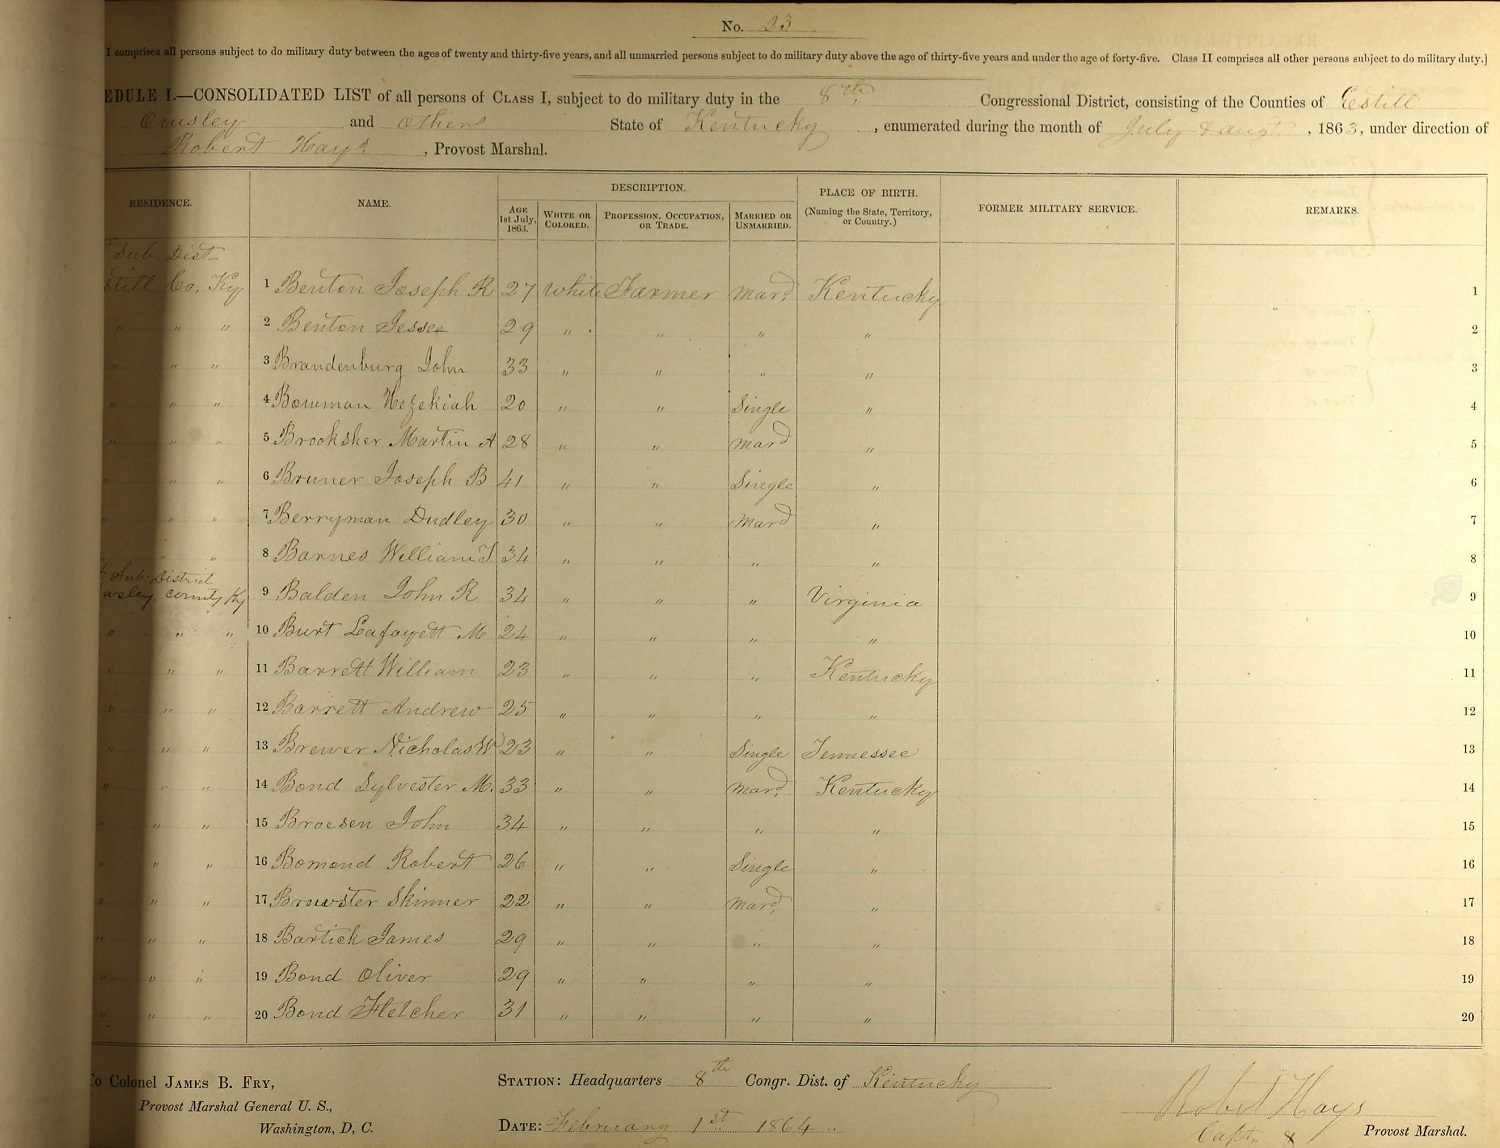 No. 23
I comprises all persons subject to do military duty between the ages of twenty and thirty-five years, and all unmarried persons subject to do military duty above the age of thirty-five years and under the age of forty-five. Class II comprises all other persons subject to do military duty.]
EDULE I.—CONSOLIDATED LIST of all persons of CLASS I, subject to do military duty in the 8th Congressional District, consisting of the Counties of Estill
Owsley and Others State of Kentucky, enumerated during the month of July & Augt, 1863, under direction of
Robert Hays, Provost Marshal.
RESIDENCE. NAME. DESCRIPTION. PLACE OF BIRTH. FORMER MILITARY SERVICE. REMARKS.
AGE 1st July, 1863. WHITE OR COLORED. PROFESSION, OCCUPATION, OR TRADE. MARRIED OR UNMARRIED. (Naming the State, Territory, or Country.)
Sub. Dist
till Co, Ky 1 Benton Joseph R 27 White Farmer Mard Kentucky 1
" " " 2 Benton Jesse 29 " " " " 2
" " " 3 Brandenburg John 33 " " " " 3
" " " 4 Bowman Hezekiah 20 " " Single " 4
" " " 5 Brooksher Martin A 28 " " Mard " 5
" " " 6 Bruner Joseph B 41 " " Single " 6
" " " 7 Berryman Dudley 30 " " Mard " 7
" " " 8 Barnes William T. 34 " " " " 8
Sub-District
wsley County Ky 9 Balden John R 34 " " " Virginia 9
" " " 10 Burt Lafayett M 24 " " " " 10
" " " 11 Barrett William 23 " " " Kentucky 11
" " " 12 Barrett Andrew 25 " " " " 12
" " " 13 Brewer Nicholas W 23 " " Single Tennessee 13
" " " 14 Bond Sylvester M. 33 " " Mard Kentucky 14
" " " 15 Broesen John 34 " " " " 15
" " " 16 Bomond Robert 26 " " Single " 16
" " " 17 Browster Skinner 22 " " Mard " 17
" " " 18 Bartick James 29 " " " " 18
" " " 19 Bond Oliver 29 " " " " 19
" " " 20 Bond Fletcher 31 " " " " 20
To Colonel JAMES B. FRY,
Provost Marshal General U. S.,
Washington, D, C.
STATION: Headquarters 8th Congr. Dist. of Kentucky
DATE: February 1st 1864
Robert Hays
Capt. & Provost Marshal.